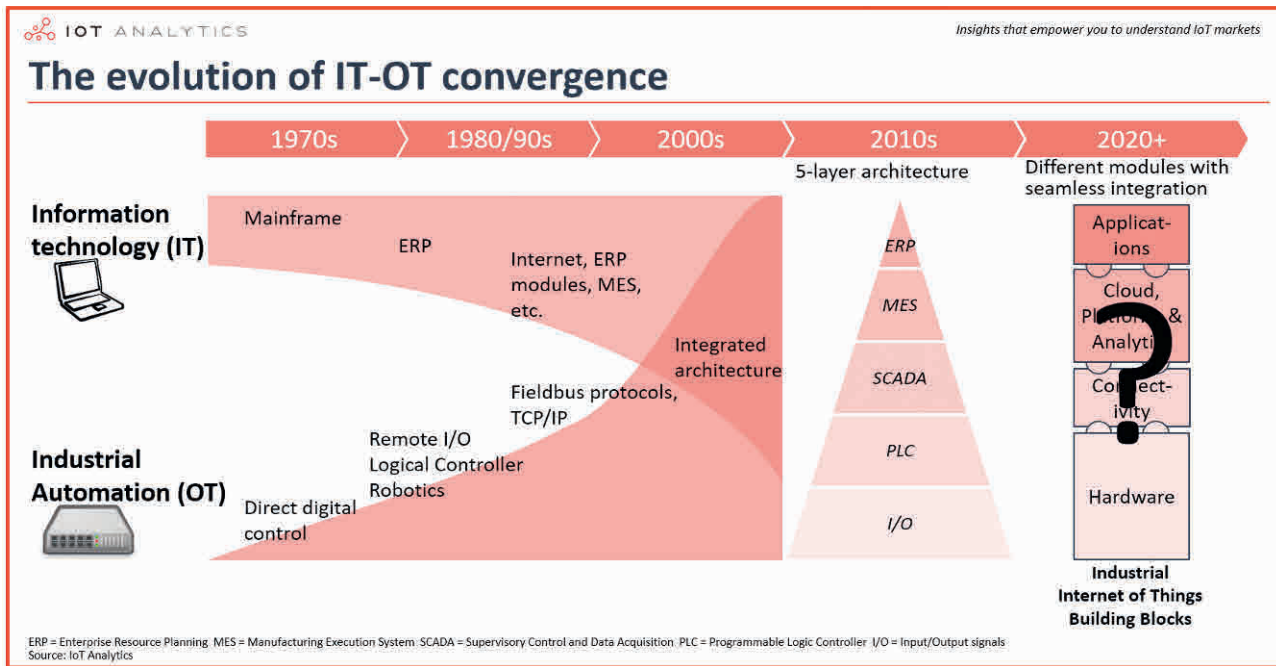 IOT ANALYTICS
Insights that empower you to understand IoT markets
The evolution of IT-OT convergence
1970s
1980/90s
2000s
2010s
2020+
5-layer architecture
Different modules with
seamless integration
Information
technology (IT)
Mainframe
ERP
Internet, ERP
modules, MES,
etc.
Integrated
architecture
Fieldbus protocols,
TCP/IP
Remote I/O
Logical Controller
Robotics
Industrial
Automation (OT)
Direct digital
control
ERP
MES
SCADA
PLC
I/O
Applicat-
ions
Cloud,
&
?
ivity
Hardware
Industrial
Internet of Things
Building Blocks
ERP = Enterprise Resource Planning MES = Manufacturing Execution System SCADA = Supervisory Control and Data Acquisition PLC = Programmable Logic Controller I/O = Input/Output signals
Source: IoT Analytics